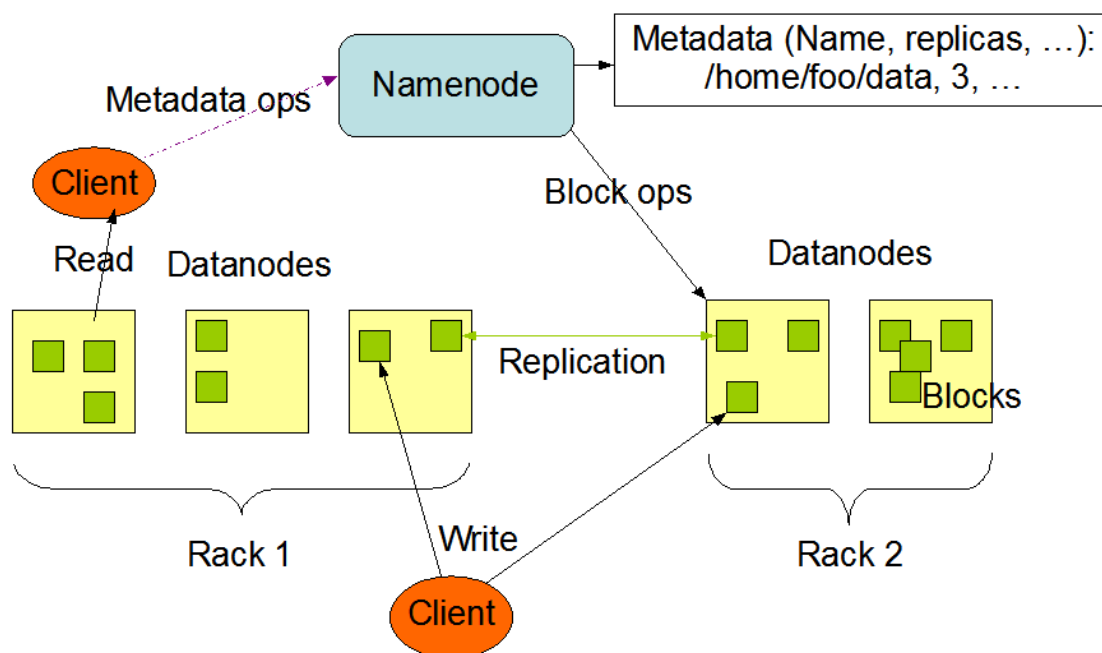 Metadata (Name, replicas, …):
/home/foo/data, 3, …
Namenode
Metadata ops
Client
Block ops
Read
Datanodes
Datanodes
Replication
Blocks
Rack 1
Write
Rack 2
Client